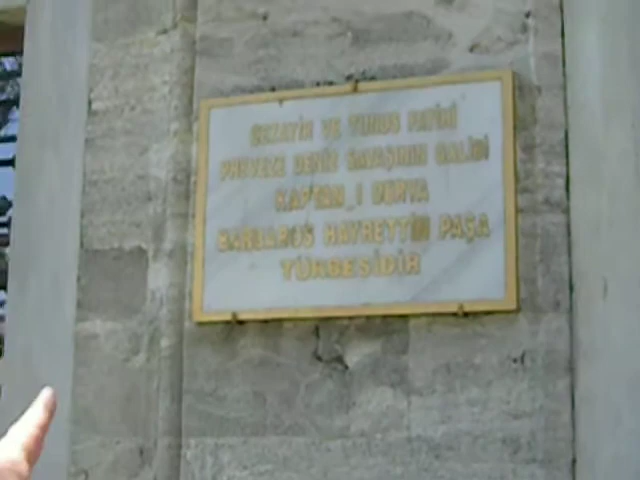 CEZAYİR VE TUNUS FATİHİ
PREVEZE DENİZ SAVAŞININ GALİBİ
KAPTAN_I DERYA
BARBAROS HAYRETTİN PAŞA
TÜRBESİDİR